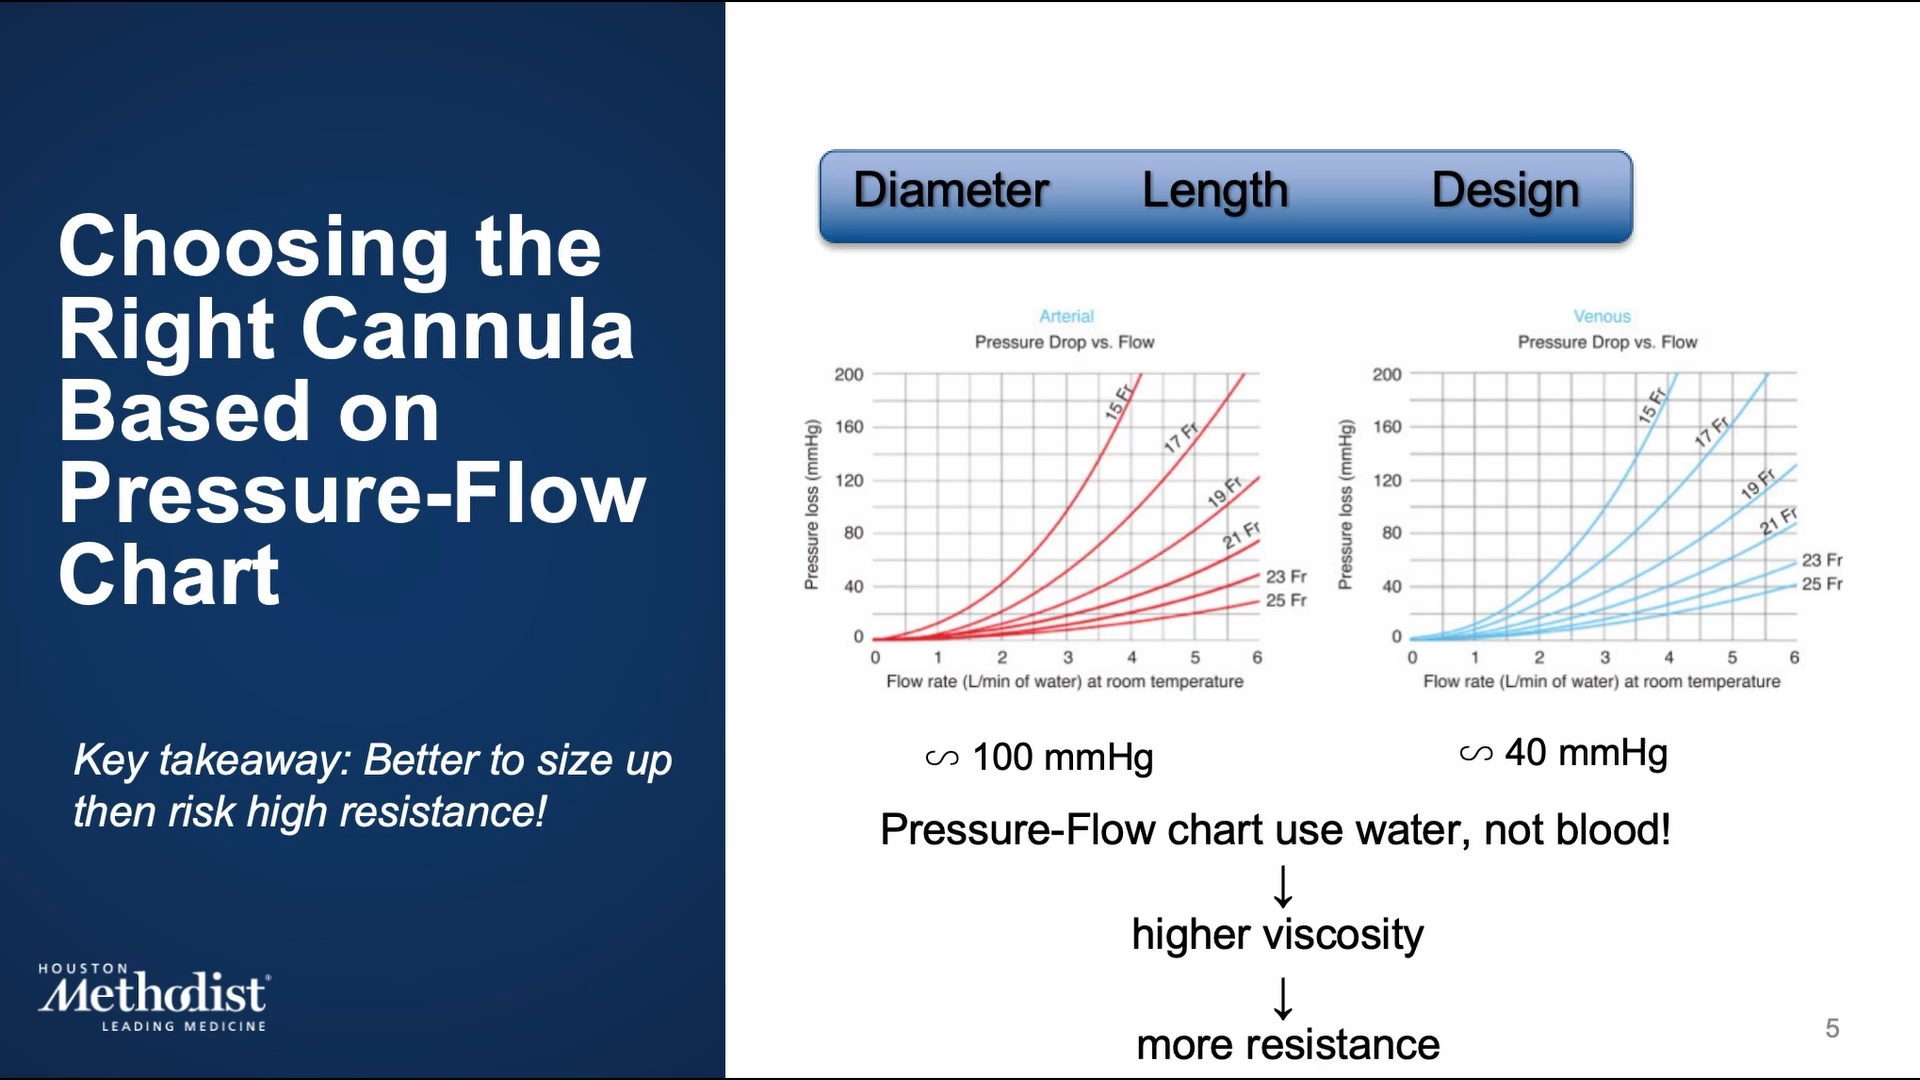 Choosing the
Right Cannula
Based on
Pressure-Flow
Chart
Key takeaway: Better to size up
then risk high resistance!
HOUSTON
Methodist®
LEADING MEDICINE
Diameter Length Design
Arterial
Pressure Drop vs. Flow
Pressure loss (mmHg)
200
160
120
80
40
0
15 Fr
17 Fr
19 Fr
21 Fr
23 Fr
25 Fr
0 1 2 3 4 5 6
Flow rate (L/min of water) at room temperature
Venous
Pressure Drop vs. Flow
Pressure loss (mmHg)
200
160
120
80
40
0
15 Fr
17 Fr
19 Fr
21 Fr
23 Fr
25 Fr
0 1 2 3 4 5 6
Flow rate (L/min of water) at room temperature
∽ 100 mmHg
∽ 40 mmHg
Pressure-Flow chart use water, not blood!
↓
higher viscosity
↓
more resistance
5